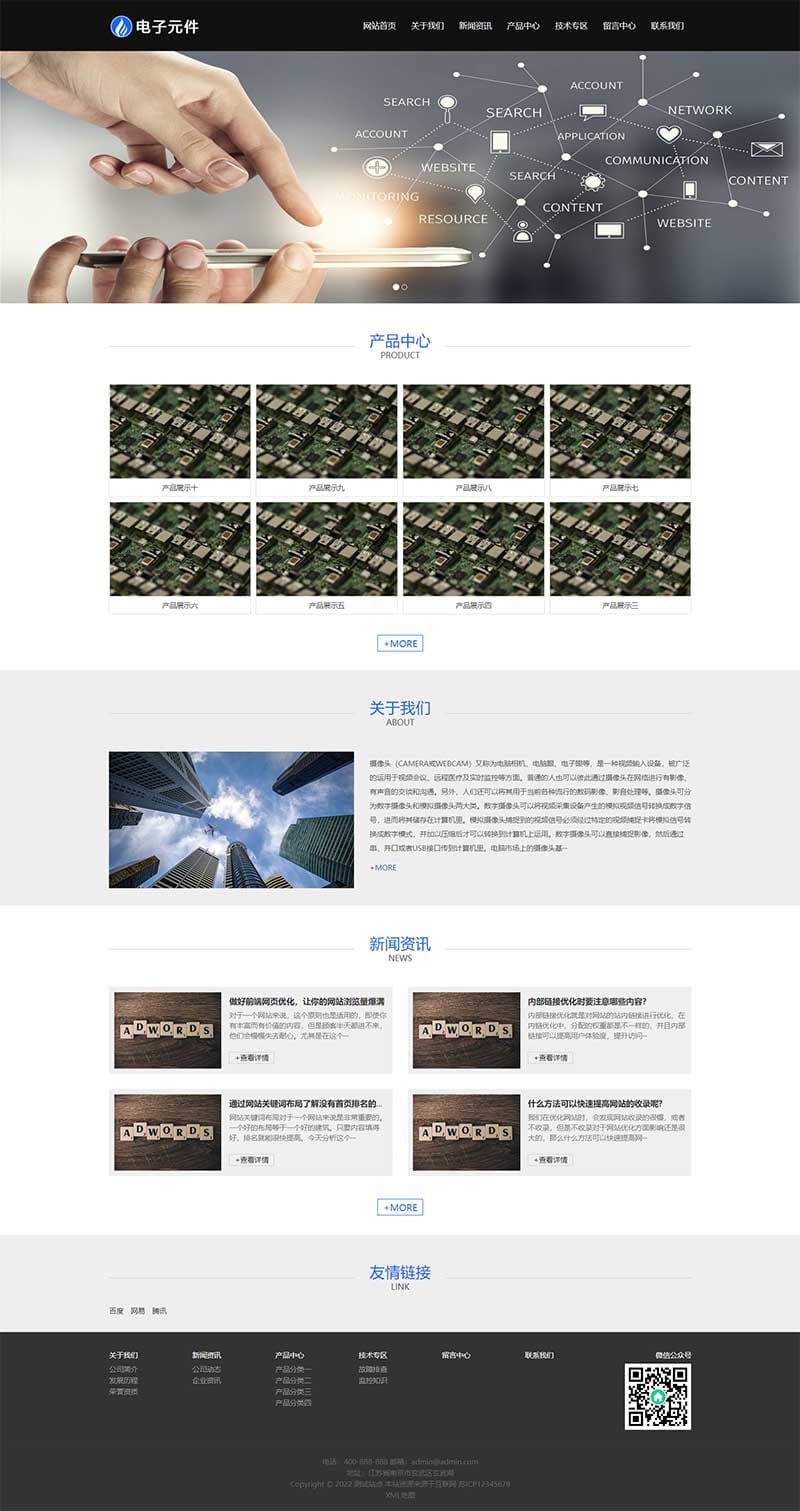 电子元件
网站首页 关于我们 新闻资讯 产品中心 技术专区 留言中心 联系我们
ACCOUNT
SEARCH
SEARCH
NETWORK
ACCOUNT
APPLICATION
COMMUNICATION
WEBSITE
SEARCH
CONTENT
MONITORING
CONTENT
RESOURCE
WEBSITE
产品中心
PRODUCT
产品展示十 产品展示九 产品展示八 产品展示七
产品展示六 产品展示五 产品展示四 产品展示三
+MORE
关于我们
ABOUT
摄像头（CAMERA或WEBCAM）又称为电脑相机、电脑眼、电子眼等，是一种视频输入设备，被广泛
的运用于视频会议、远程医疗及实时监控等方面。普通的人也可以彼此通过摄像头在网络进行有影像、
有声音的交谈和沟通。另外，人们还可以将其用于当前各种流行的数码影像、影音处理等。摄像头可分
为数字摄像头和模拟摄像头两大类。数字摄像头可以将视频采集设备产生的模拟视频信号转换成数字信
号，进而将其储存在计算机里。模拟摄像头捕捉到的视频信号必须经过特定的视频捕捉卡将模拟信号转
换成数字模式，并加以压缩后才可以转换到计算机上运用。数字摄像头可以直接捕捉影像，然后通过
串、并口或者USB接口传到计算机里。电脑市场上的摄像头基···
+MORE
新闻资讯
NEWS
ADWORDS
做好前端网页优化，让你的网站浏览量爆满
对于一个网站来说，这个原则也是适用的，即使你
有丰富而有价值的内容，但是顾客半天都进不来，
他们会慢慢失去耐心。尤其是在这个···
+查看详情
ADWORDS
内部链接优化时要注意哪些内容？
内部链接优化就是对网站的站内链接进行优化，在
内链优化中，分配的权重都是不一样的，并且内部
链接可以提高用户体验度，提升访问···
+查看详情
ADWORDS
通过网站关键词布局了解没有首页排名的...
网站关键词布局对于一个网站来说是非常重要的，
一个好的布局等于一个好的建筑。只要内容填得
好，排名就能很快提高。今天分析这个···
+查看详情
ADWORDS
什么方法可以快速提高网站的收录呢？
我们在优化网站时，会发现网站收录的很慢，或者
不收录，但是不收录对于网站优化方面影响还是很
大的，那么什么方法可以快速提高网···
+查看详情
+MORE
友情链接
LINK
百度 网易 腾讯
关于我们 新闻资讯 产品中心 技术专区 留言中心 联系我们 微信公众号
公司简介 公司动态 产品分类一 故障排查
发展历程 企业资讯 产品分类二 监控知识
荣誉资质 产品分类三
产品分类四
电话：400-888-888 邮箱：admin@admin.com
地址：江苏省南京市玄武区玄武湖
Copyright © 2022 测试站点 本站资源来源于互联网 苏ICP12345678
XML地图